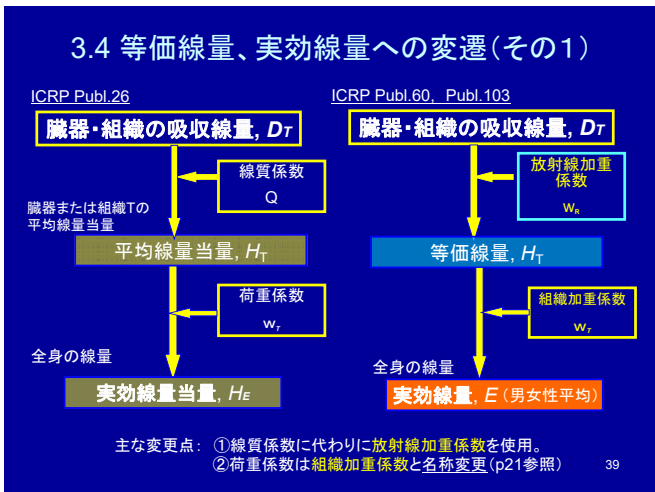 3.4 等価線量、実効線量への変遷（その１）
ICRP Publ.26
ICRP Publ.60, Publ.103
臓器・組織の吸収線量, DT
臓器・組織の吸収線量, DT
線質係数
Q
放射線加重
係数
WR
臓器または組織Tの
平均線量当量
平均線量当量, HT
等価線量, HT
荷重係数
wT
組織加重係数
wT
全身の線量
全身の線量
実効線量当量, HE
実効線量, E（男女性平均）
主な変更点： ①線質係数に代わりに放射線加重係数を使用。
②荷重係数は組織加重係数と名称変更（p21参照）
39